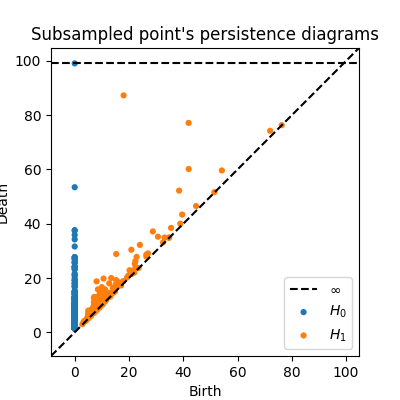 Subsampled point's persistence diagrams
Death
100
80
60
40
20
0
∞
H₀
H₁
0 20 40 60 80 100
Birth